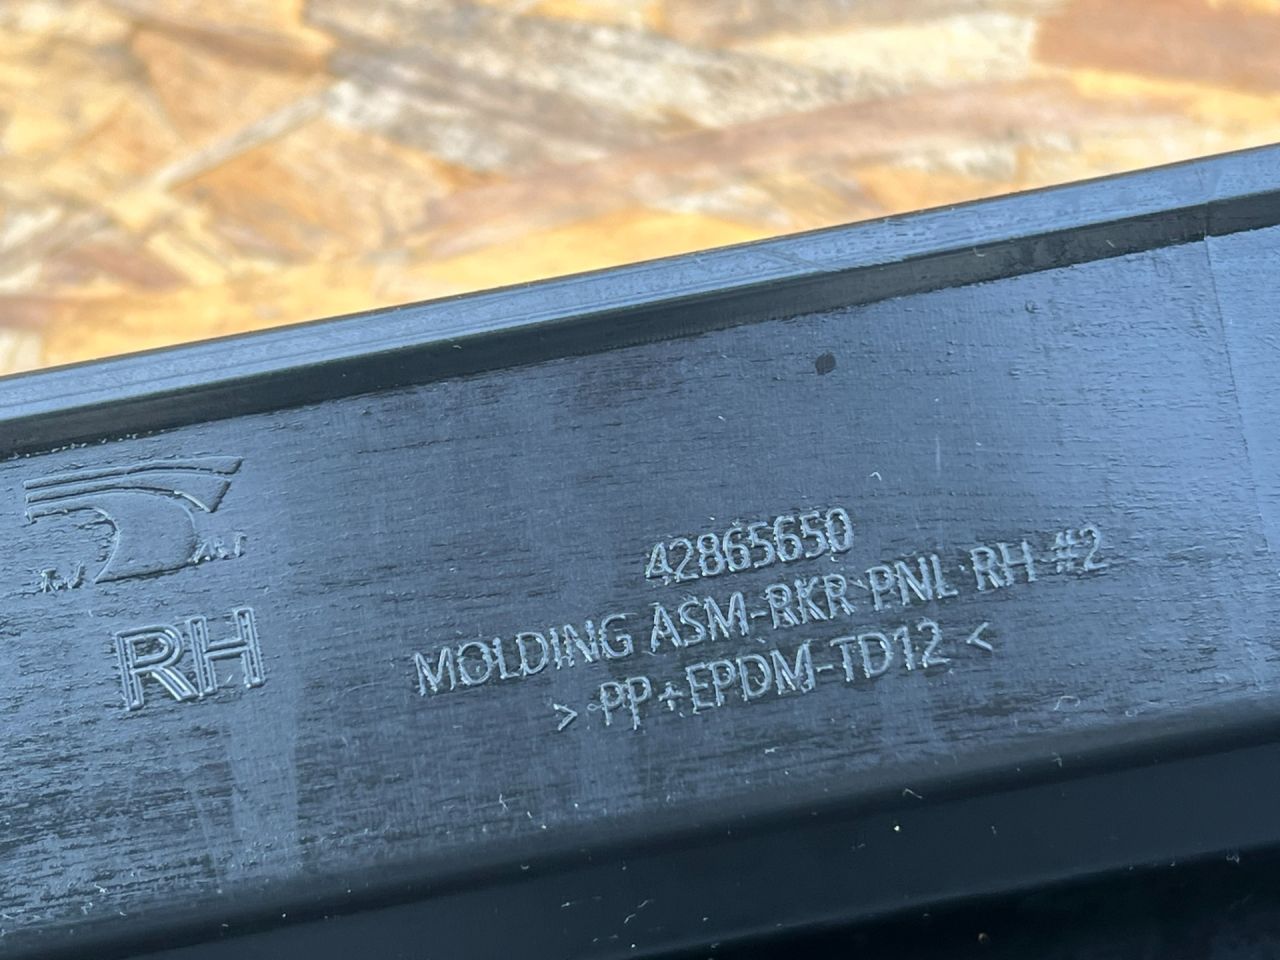 42865650
MOLDING ASM-RKR PNL RH #2
> PP+EPDM-TD12 <
RH